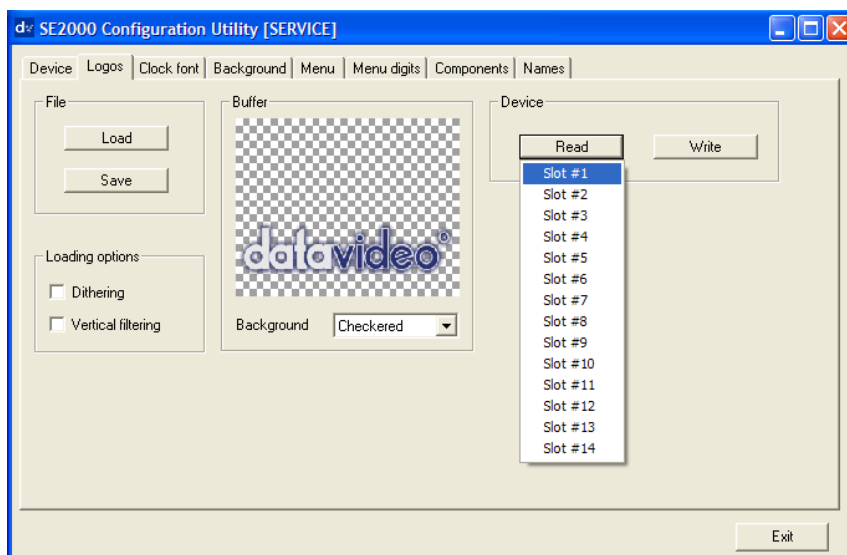 SE2000 Configuration Utility [SERVICE]
Device Logos Clock font Background Menu Menu digits Components Names
File
Load
Save
Loading options
Dithering
Vertical filtering
Buffer
datavideo®
Background Checkered
Device
Read Write
Slot #1
Slot #2
Slot #3
Slot #4
Slot #5
Slot #6
Slot #7
Slot #8
Slot #9
Slot #10
Slot #11
Slot #12
Slot #13
Slot #14
Exit